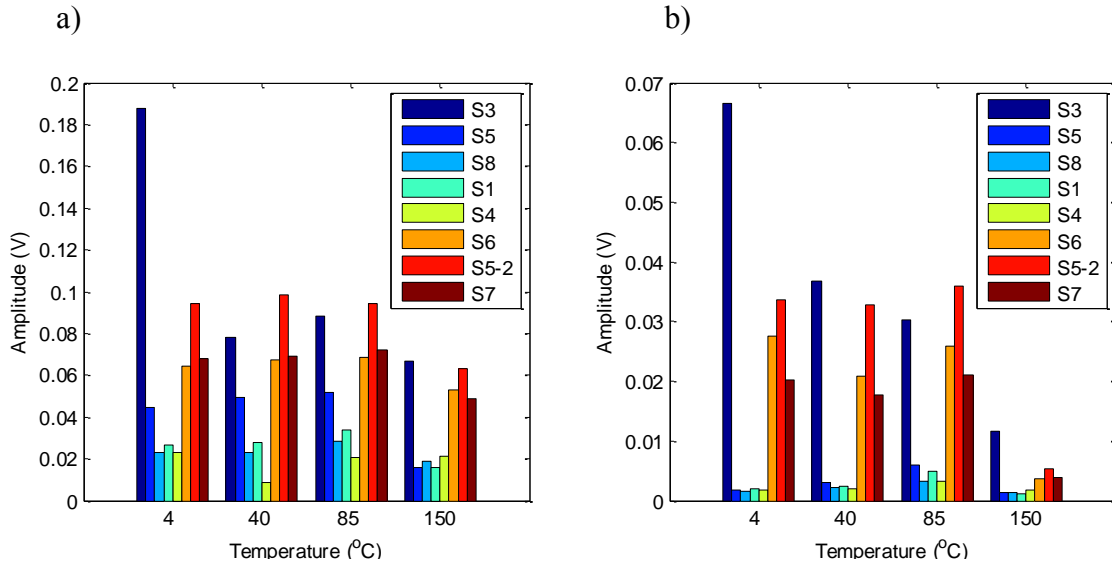 a)
0.2
0.18
0.16
0.14
0.12
0.1
0.08
0.06
0.04
0.02
0
Amplitude (V)
4 40 85 150
Temperature (°C)
S3
S5
S8
S1
S4
S6
S5-2
S7
b)
0.07
0.06
0.05
0.04
0.03
0.02
0.01
0
Amplitude (V)
4 40 85 150
Temperature (°C)
S3
S5
S8
S1
S4
S6
S5-2
S7